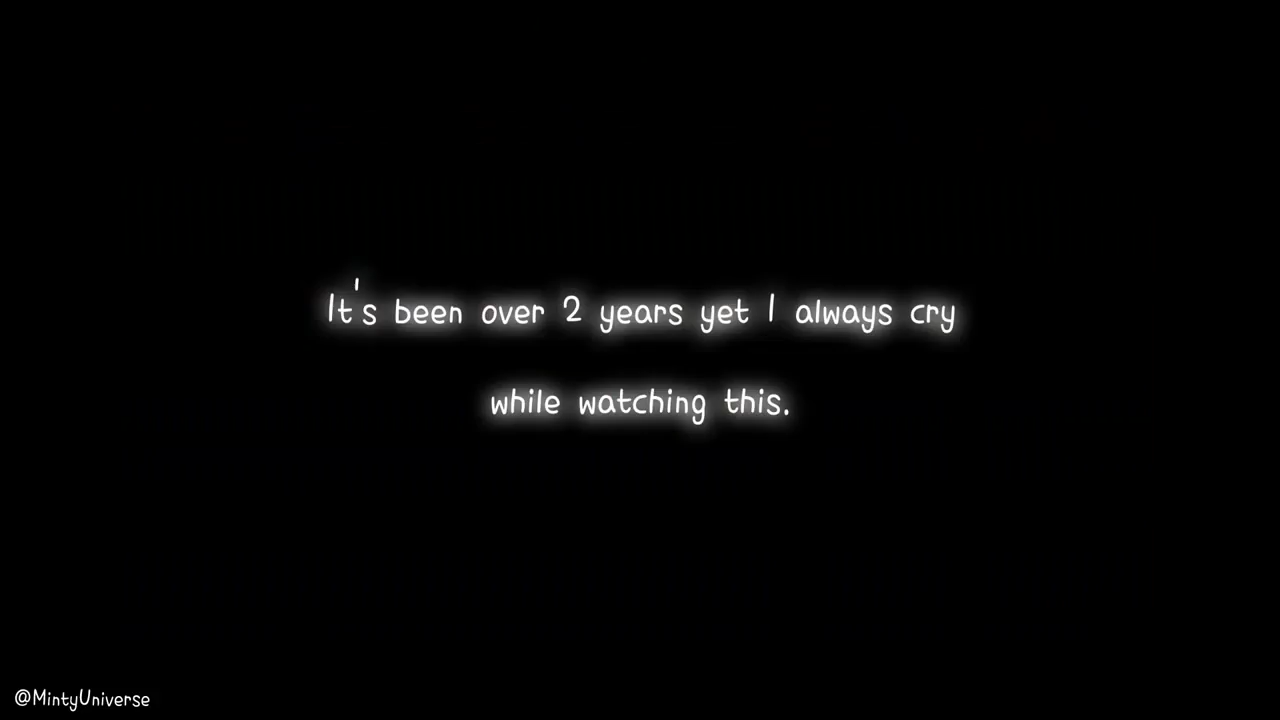 It's been over 2 years yet I always cry
while watching this.
@MintyUniverse